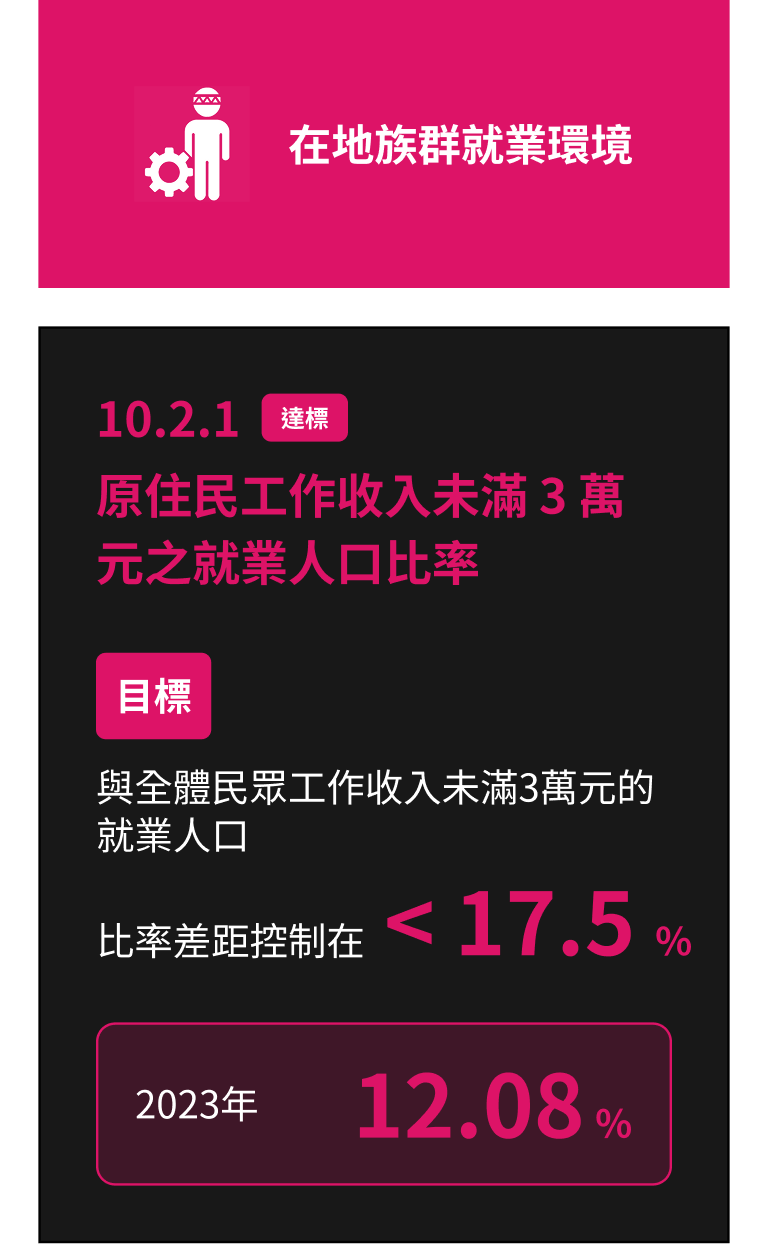 在地族群就業環境
10.2.1 達標
原住民工作收入未滿 3 萬
元之就業人口比率
目標
與全體民眾工作收入未滿3萬元的
就業人口
比率差距控制在 < 17.5 %
2023年 12.08 %